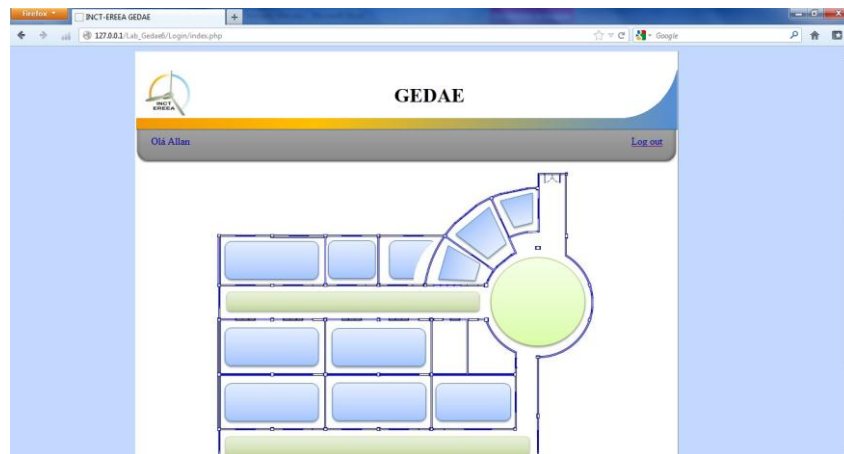 Firefox
INCT-EREEA GEDAE
127.0.0.1/Lab_Gedae6/Login/index.php
Google
INCT
EREEA
GEDAE
Olá Allan
Log out